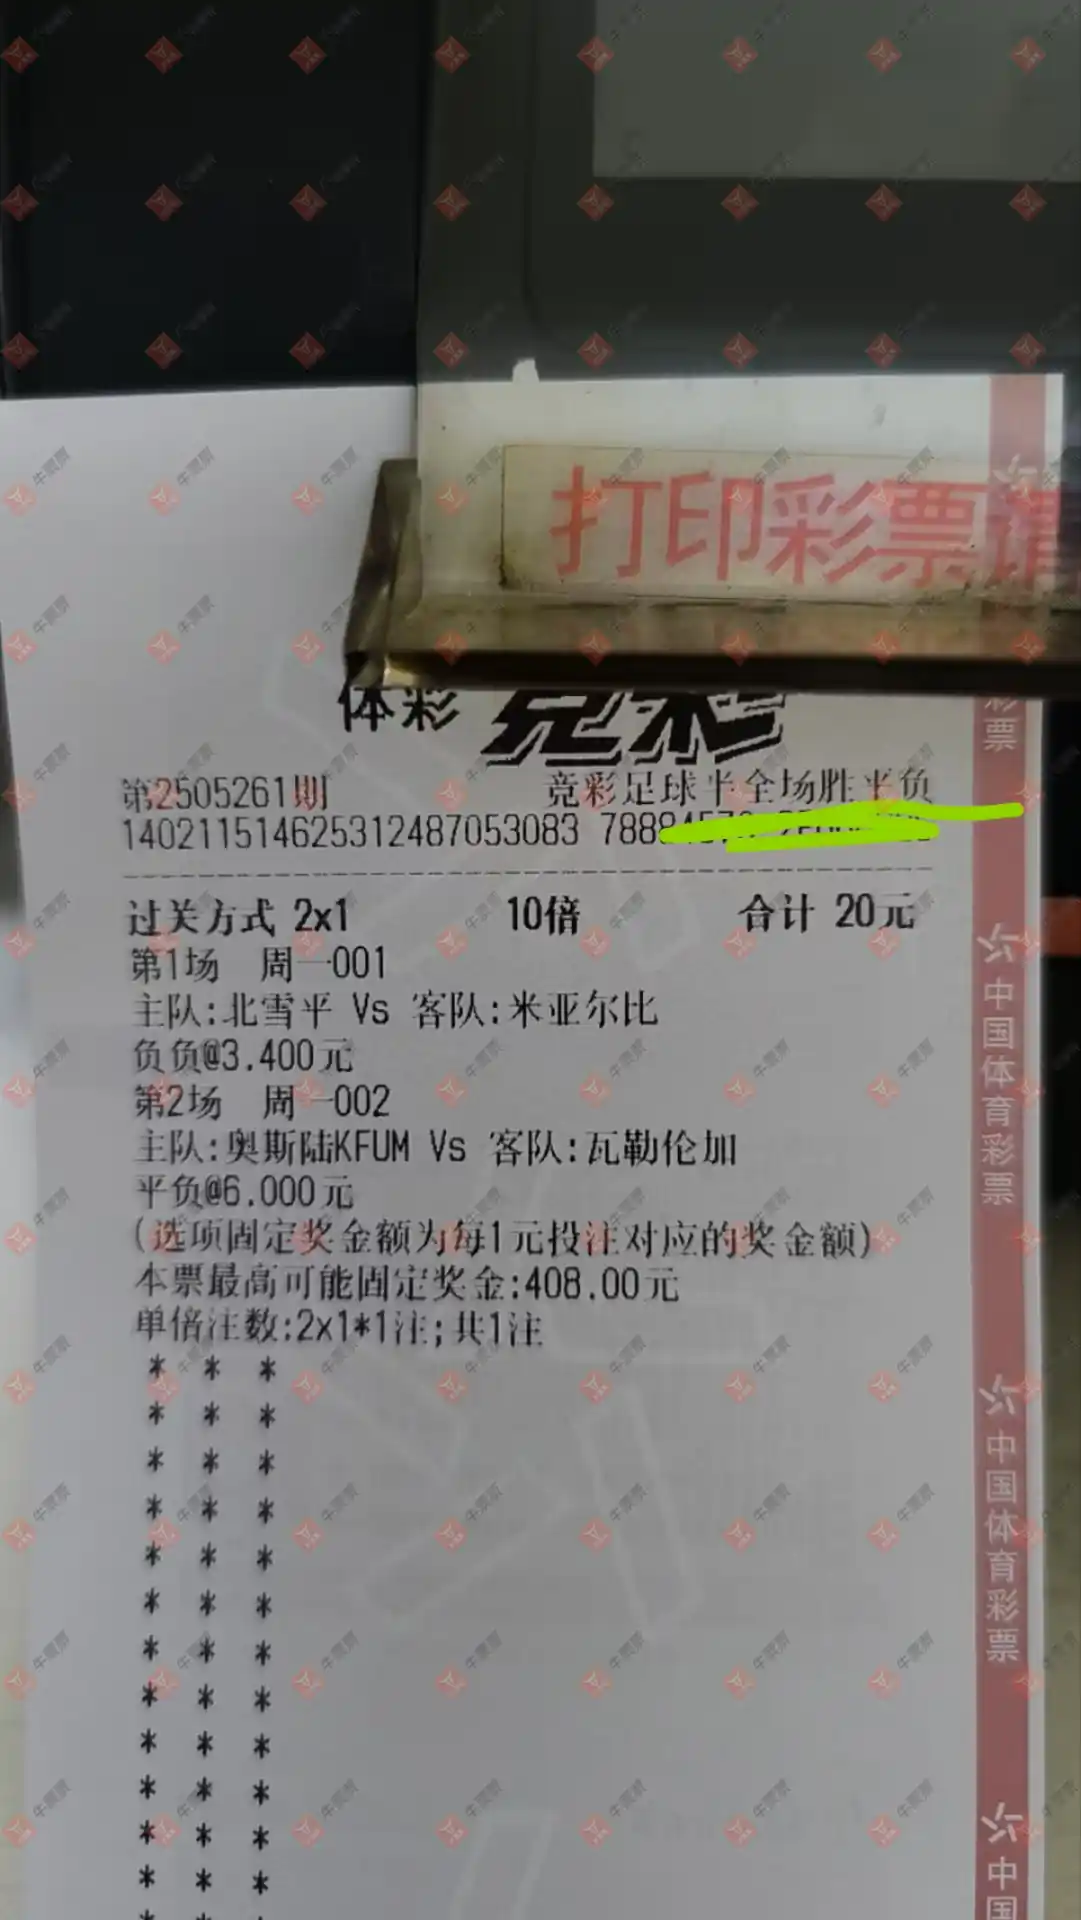 打印彩票请
体彩 竞彩
第2505261期 竞彩足球半全场胜平负
140211514625312487053083
过关方式 2x1 10倍 合计 20元
第1场 周一001
主队:北雪平 Vs 客队:米亚尔比
负负@3.400元
第2场 周一002
主队:奥斯陆KFUM Vs 客队:瓦勒伦加
平负@6.000元
(选项固定奖金额为每1元投注对应的奖金额)
本票最高可能固定奖金:408.00元
单倍注数:2x1*1注;共1注
* * *
* * *
* * *
* * *
* * *
* * *
* * *
* * *
* * *
* * *
* * *
* * *
彩票
中国体育彩票
中国体育彩票
中国